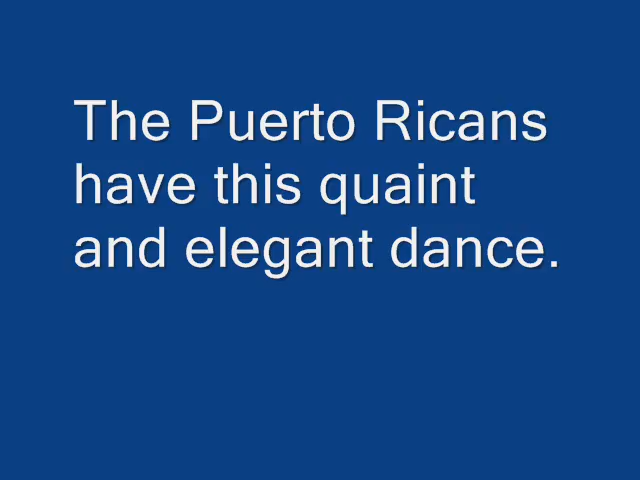 The Puerto Ricans
have this quaint
and elegant dance.